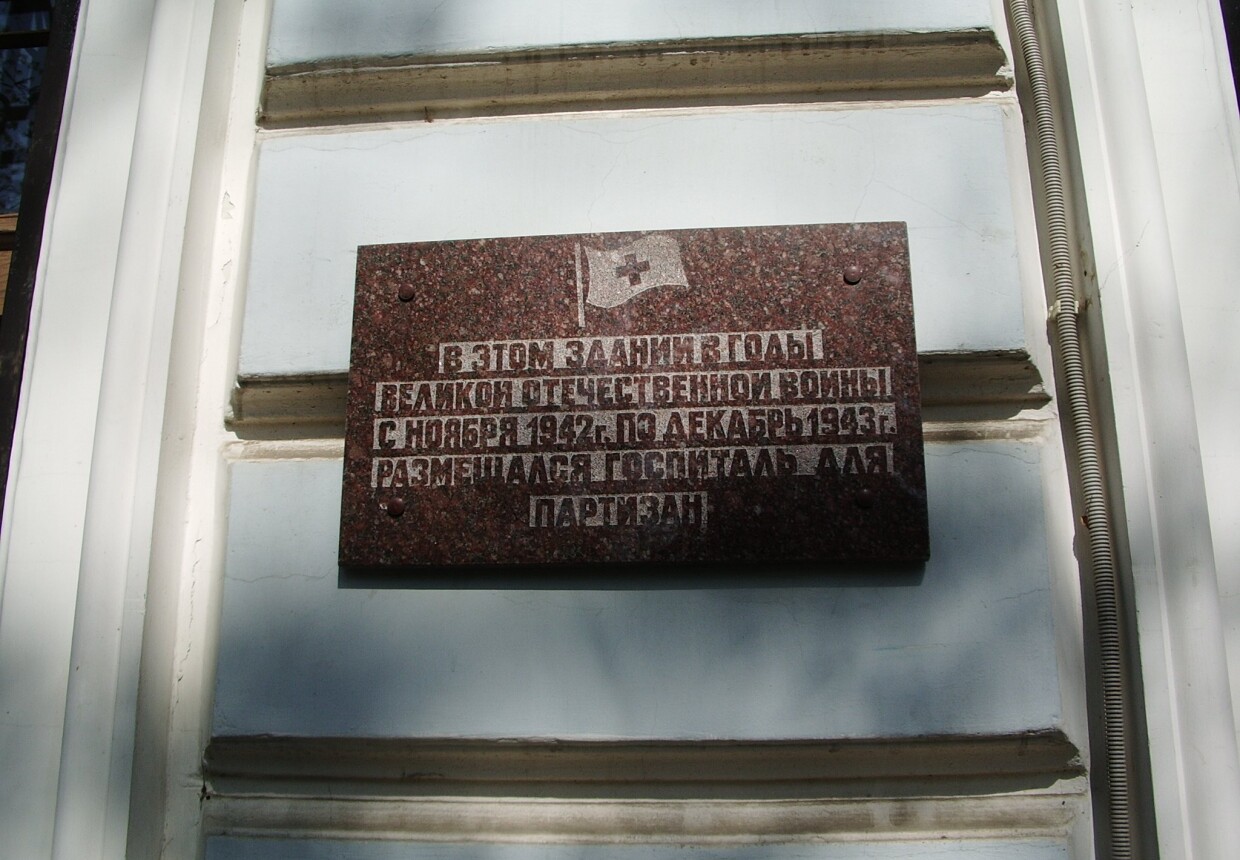 В ЭТОМ ЗДАНИИ В ГОДЫ
ВЕЛИКОЙ ОТЕЧЕСТВЕННОЙ ВОЙНЫ
С НОЯБРЯ 1942г. ПО ДЕКАБРЬ 1943г.
РАЗМЕЩАЛСЯ ГОСПИТАЛЬ ДЛЯ
ПАРТИЗАН